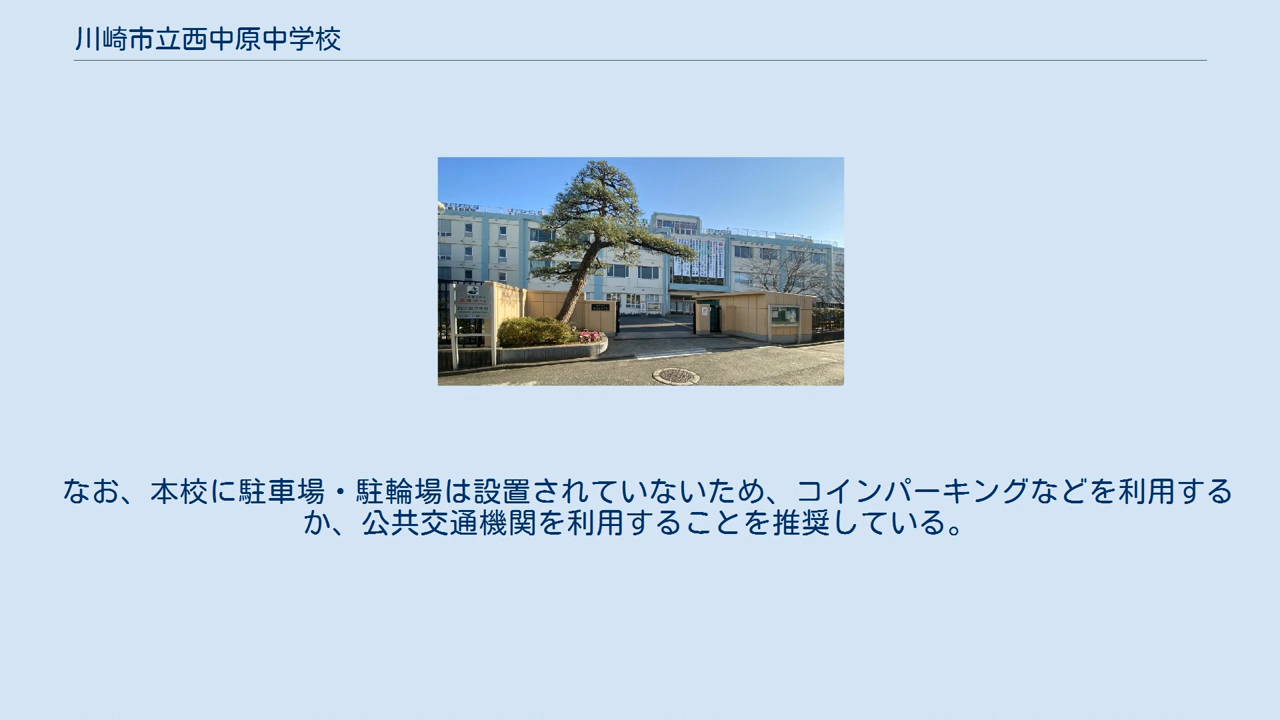 川崎市立西中原中学校
なお、本校に駐車場・駐輪場は設置されていないため、コインパーキングなどを利用する
か、公共交通機関を利用することを推奨している。